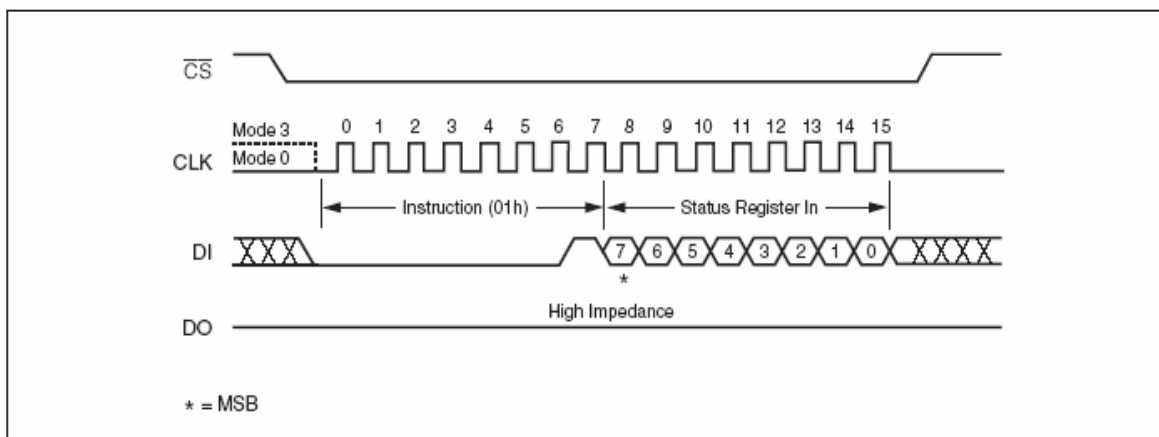 CS
Mode 3
0 1 2 3 4 5 6 7 8 9 10 11 12 13 14 15
CLK
Mode 0
Instruction (01h)
Status Register In
DI
7 6 5 4 3 2 1 0
*
High Impedance
DO
* = MSB